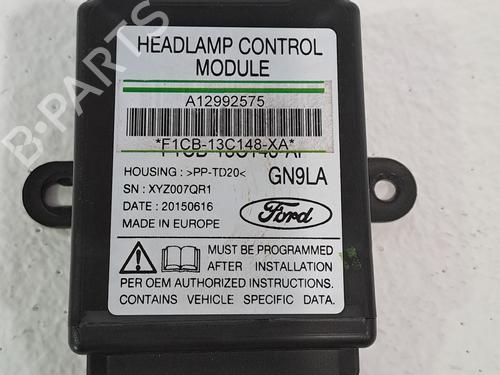 HEADLAMP CONTROL
MODULE
A12992575
*F1CB-13C148-XA*
HOUSING : >PP-TD20<
GN9LA
SN : XYZ007QR1
DATE : 20150616
MADE IN EUROPE
Ford
MUST BE PROGRAMMED
AFTER INSTALLATION
PER OEM AUTHORIZED INSTRUCTIONS.
CONTAINS VEHICLE SPECIFIC DATA.
B-PARTS